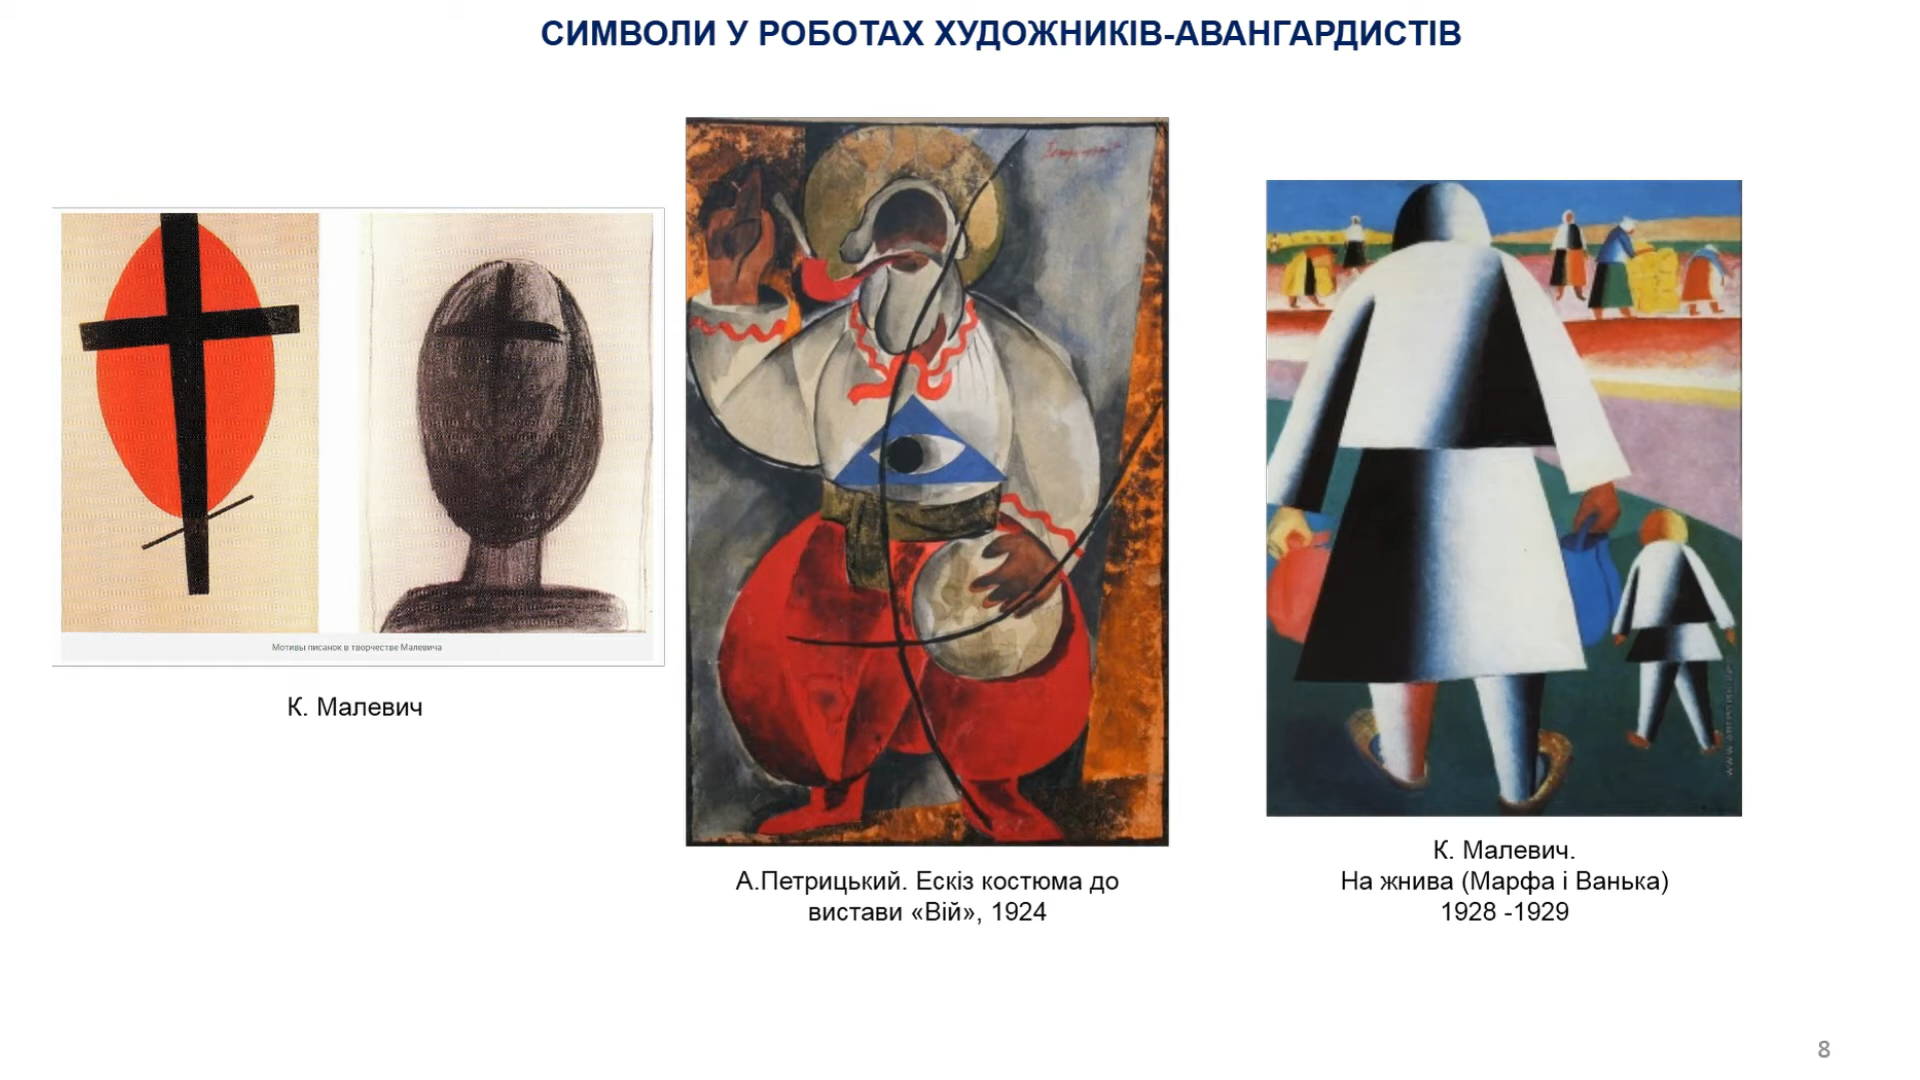 СИМВОЛИ У РОБОТАХ ХУДОЖНИКІВ-АВАНГАРДИСТІВ
Мотивы писанок в творчестве Малевича
К. Малевич
А.Петрицький. Ескіз костюма до
вистави «Вій», 1924
К. Малевич.
На жнива (Марфа і Ванька)
1928 -1929
8